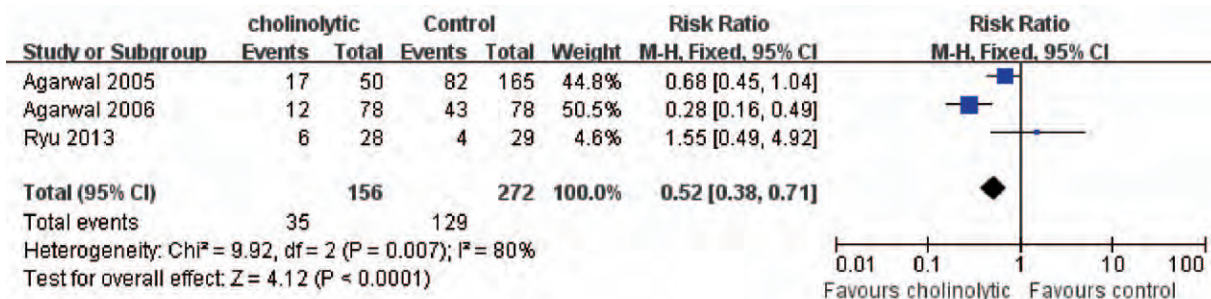 cholinolytic Control Risk Ratio Risk Ratio
Study or Subgroup Events Total Events Total Weight M-H, Fixed, 95% CI M-H, Fixed, 95% CI
Agarwal 2005 17 50 82 165 44.8% 0.68 [0.45, 1.04]
Agarwal 2006 12 78 43 78 50.5% 0.28 [0.16, 0.49]
Ryu 2013 6 28 4 29 4.6% 1.55 [0.49, 4.92]
Total (95% CI) 156 272 100.0% 0.52 [0.38, 0.71]
Total events 35 129
Heterogeneity: Chi² = 9.92, df = 2 (P = 0.007); I² = 80%
Test for overall effect: Z = 4.12 (P < 0.0001)
0.01 0.1 1 10 100
Favours cholinolytic Favours control